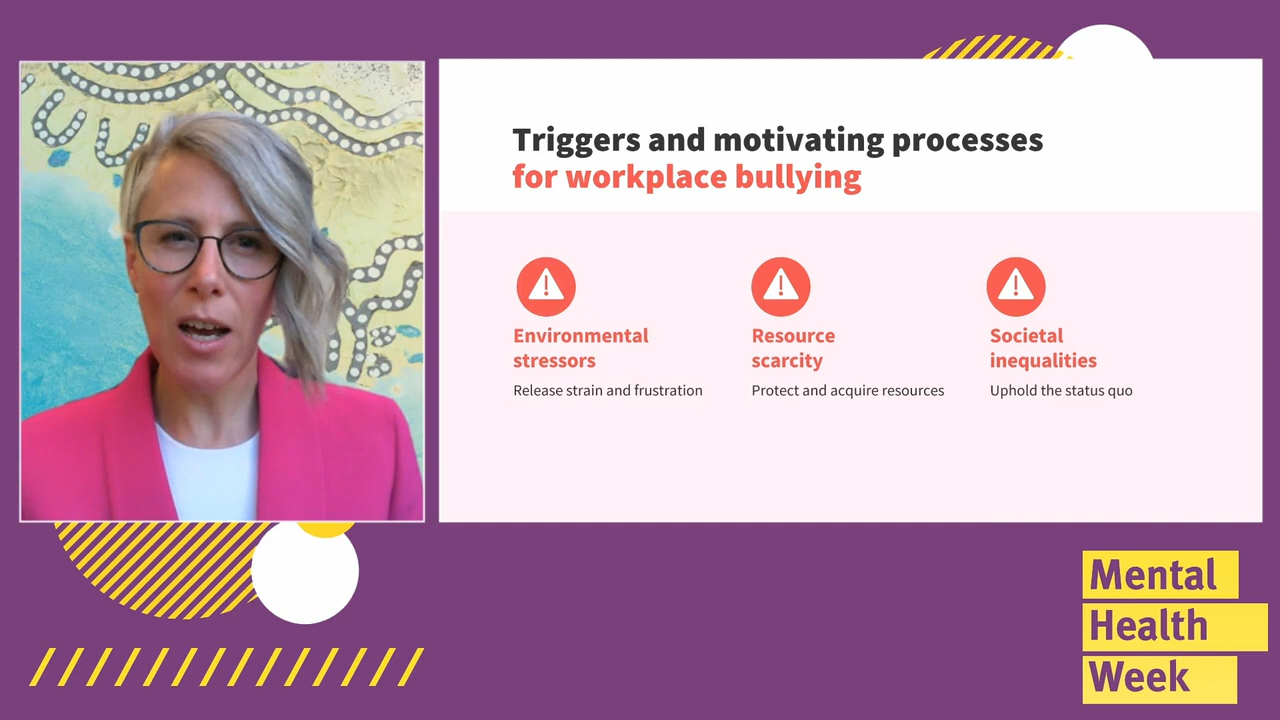 Triggers and motivating processes
for workplace bullying
Environmental
stressors
Release strain and frustration
Resource
scarcity
Protect and acquire resources
Societal
inequalities
Uphold the status quo
Mental
Health
Week